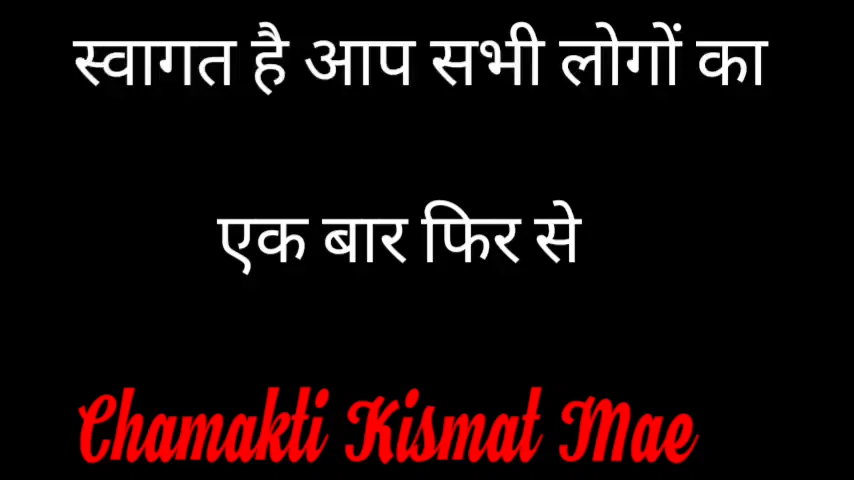 स्वागत है आप सभी लोगों का
एक बार फिर से
Chamakti Kismat Mae